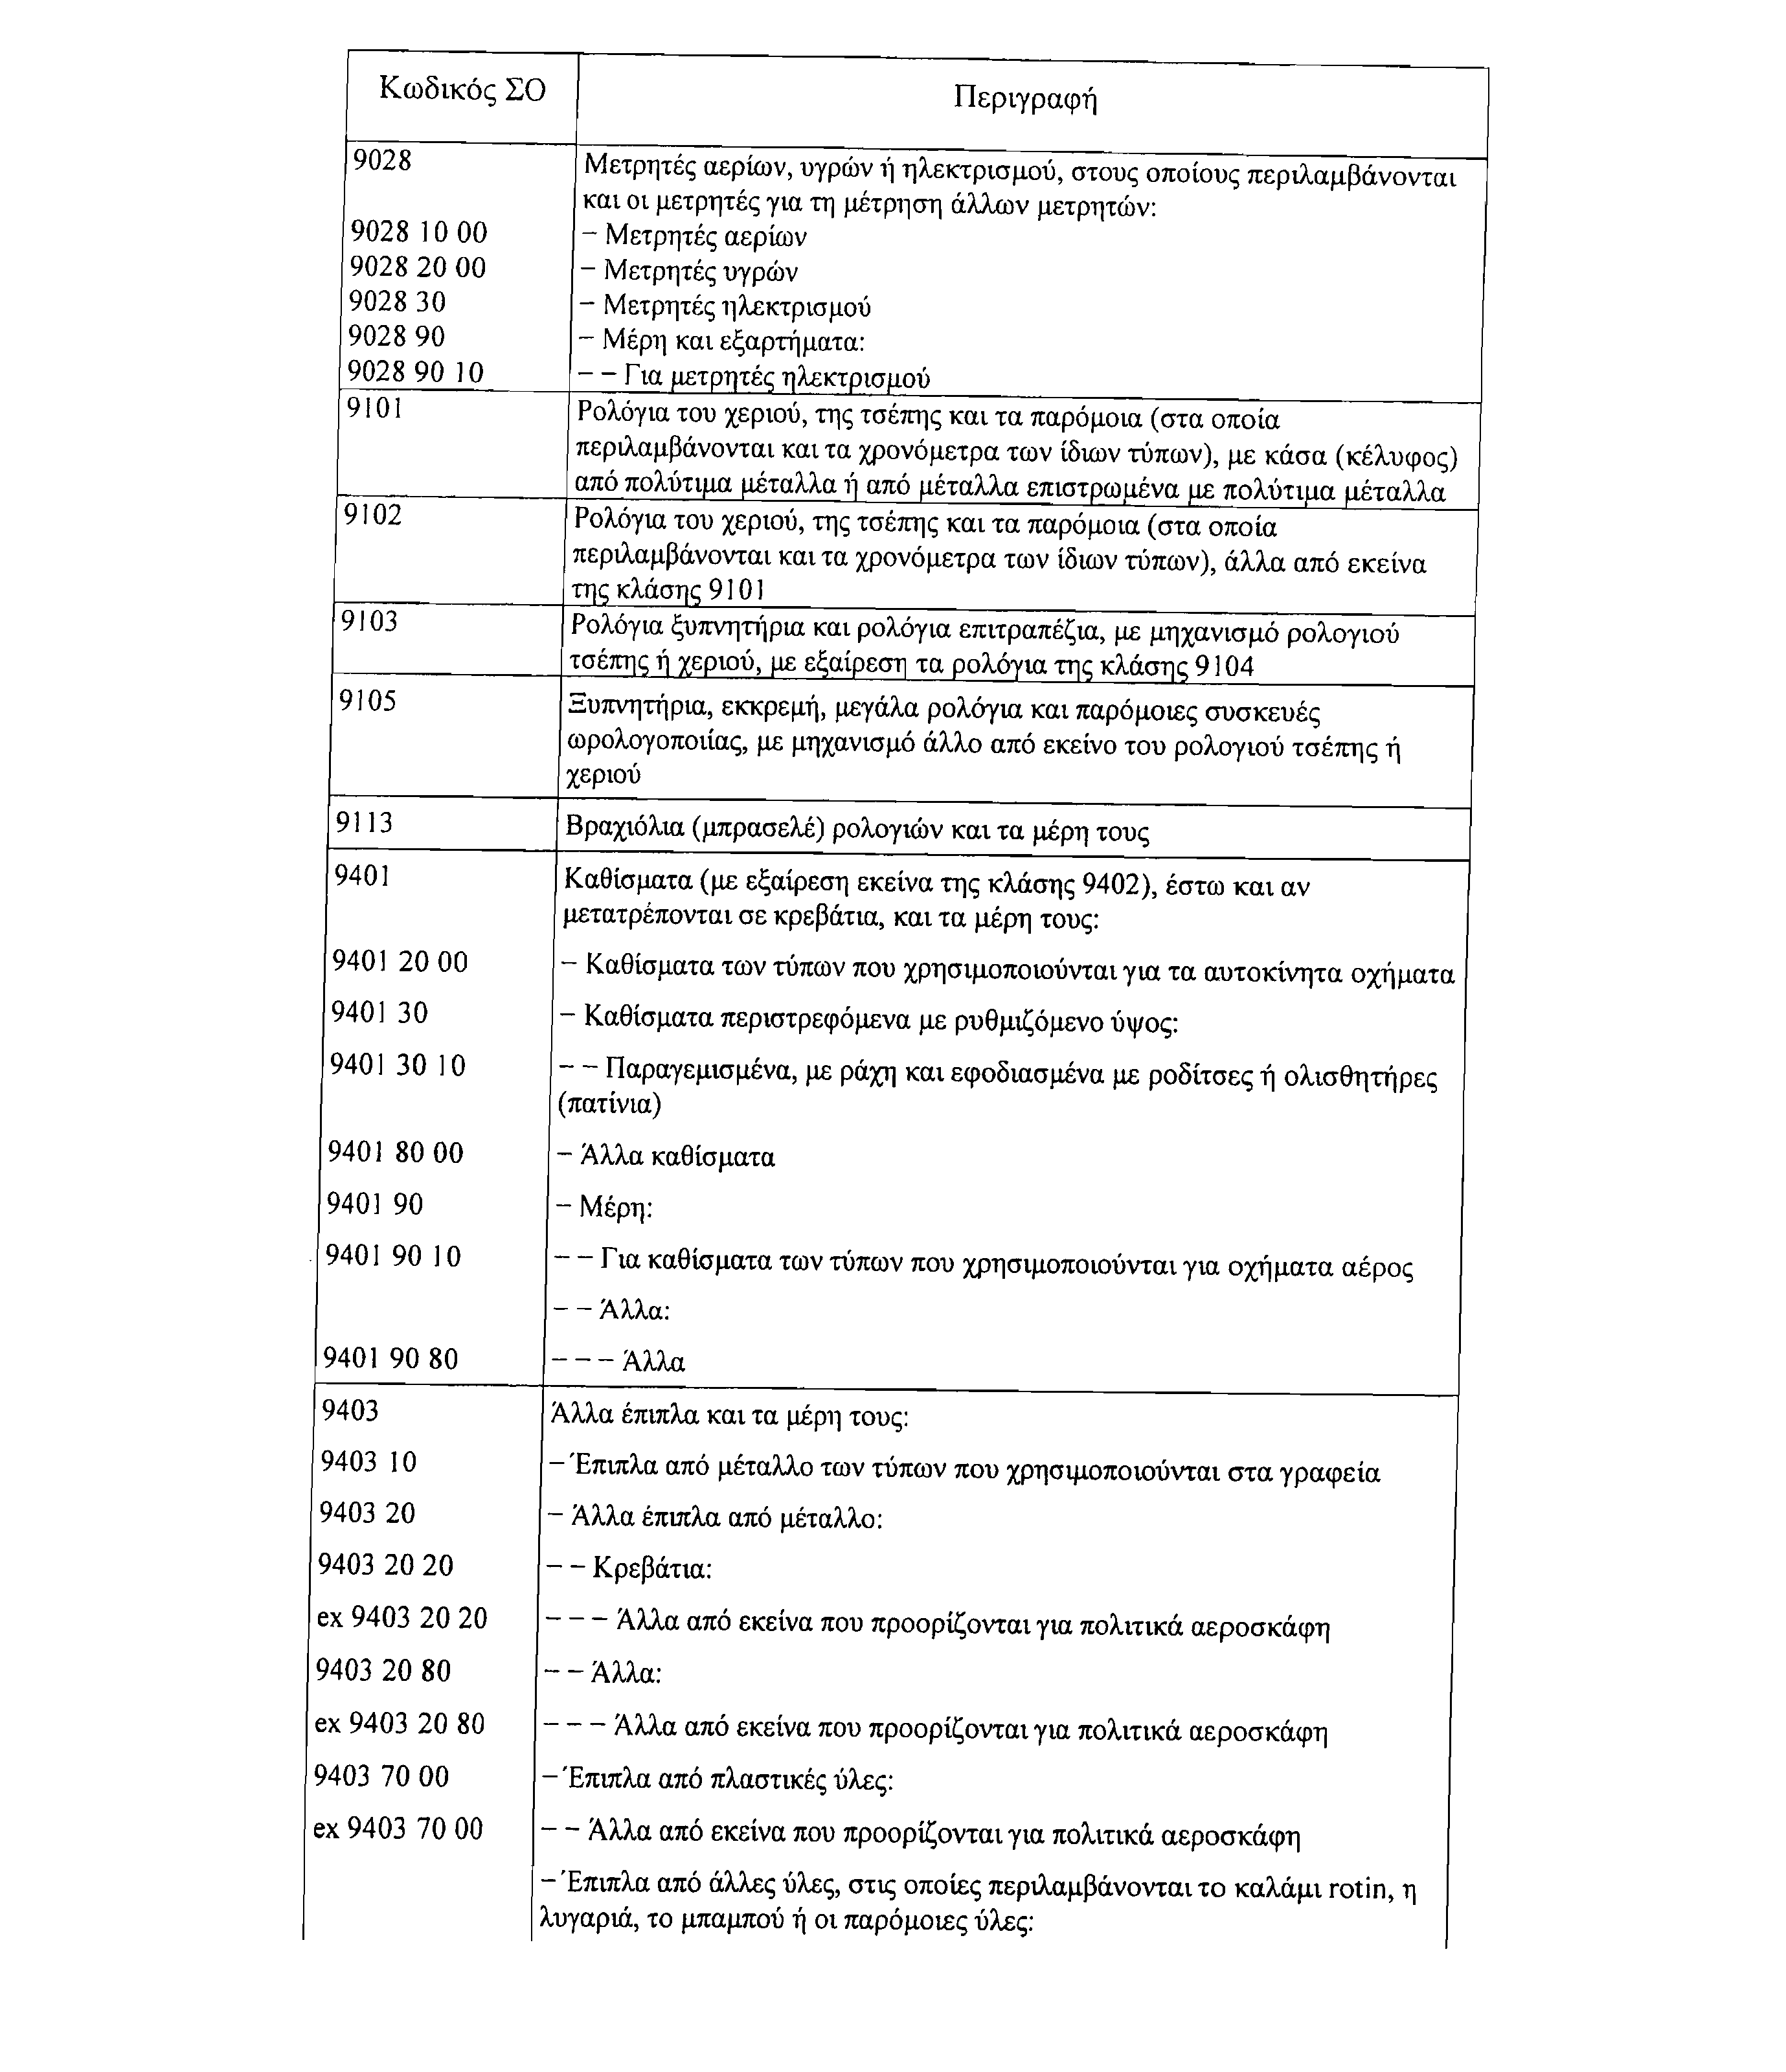 Κωδικός ΣΟ Περιγραφή
9028 Μετρητές αερίων, υγρών ή ηλεκτρισμού, στους οποίους περιλαμβάνονται
και οι μετρητές για τη μέτρηση άλλων μετρητών:
9028 10 00 – Μετρητές αερίων
9028 20 00 – Μετρητές υγρών
9028 30 – Μετρητές ηλεκτρισμού
9028 90 – Μέρη και εξαρτήματα:
9028 90 10 – – Για μετρητές ηλεκτρισμού
9101 Ρολόγια του χεριού, της τσέπης και τα παρόμοια (στα οποία
περιλαμβάνονται και τα χρονόμετρα των ίδιων τύπων), με κάσα (κέλυφος)
από πολύτιμα μέταλλα ή από μέταλλα επιστρωμένα με πολύτιμα μέταλλα
9102 Ρολόγια του χεριού, της τσέπης και τα παρόμοια (στα οποία
περιλαμβάνονται και τα χρονόμετρα των ίδιων τύπων), άλλα από εκείνα
της κλάσης 9101
9103 Ρολόγια ξυπνητήρια και ρολόγια επιτραπέζια, με μηχανισμό ρολογιού
τσέπης ή χεριού, με εξαίρεση τα ρολόγια της κλάσης 9104
9105 Ξυπνητήρια, εκκρεμή, μεγάλα ρολόγια και παρόμοιες συσκευές
ωρολογοποιίας, με μηχανισμό άλλο από εκείνο του ρολογιού τσέπης ή
χεριού
9113 Βραχιόλια (μπρασελέ) ρολογιών και τα μέρη τους
9401 Καθίσματα (με εξαίρεση εκείνα της κλάσης 9402), έστω και αν
μετατρέπονται σε κρεβάτια, και τα μέρη τους:
9401 20 00 – Καθίσματα των τύπων που χρησιμοποιούνται για τα αυτοκίνητα οχήματα
9401 30 – Καθίσματα περιστρεφόμενα με ρυθμιζόμενο ύψος:
9401 30 10 – – Παραγεμισμένα, με ράχη και εφοδιασμένα με ροδίτσες ή ολισθητήρες
(πατίνια)
9401 80 00 – Άλλα καθίσματα
9401 90 – Μέρη:
9401 90 10 – – Για καθίσματα των τύπων που χρησιμοποιούνται για οχήματα αέρος
– – Άλλα:
9401 90 80 – – – Άλλα
9403 Άλλα έπιπλα και τα μέρη τους:
9403 10 – Έπιπλα από μέταλλο των τύπων που χρησιμοποιούνται στα γραφεία
9403 20 – Άλλα έπιπλα από μέταλλο:
9403 20 20 – – Κρεβάτια:
ex 9403 20 20 – – – Άλλα από εκείνα που προορίζονται για πολιτικά αεροσκάφη
9403 20 80 – – Άλλα:
ex 9403 20 80 – – – Άλλα από εκείνα που προορίζονται για πολιτικά αεροσκάφη
9403 70 00 – Έπιπλα από πλαστικές ύλες:
ex 9403 70 00 – – Άλλα από εκείνα που προορίζονται για πολιτικά αεροσκάφη
– Έπιπλα από άλλες ύλες, στις οποίες περιλαμβάνονται το καλάμι rotin, η
λυγαριά, το μπαμπού ή οι παρόμοιες ύλες: